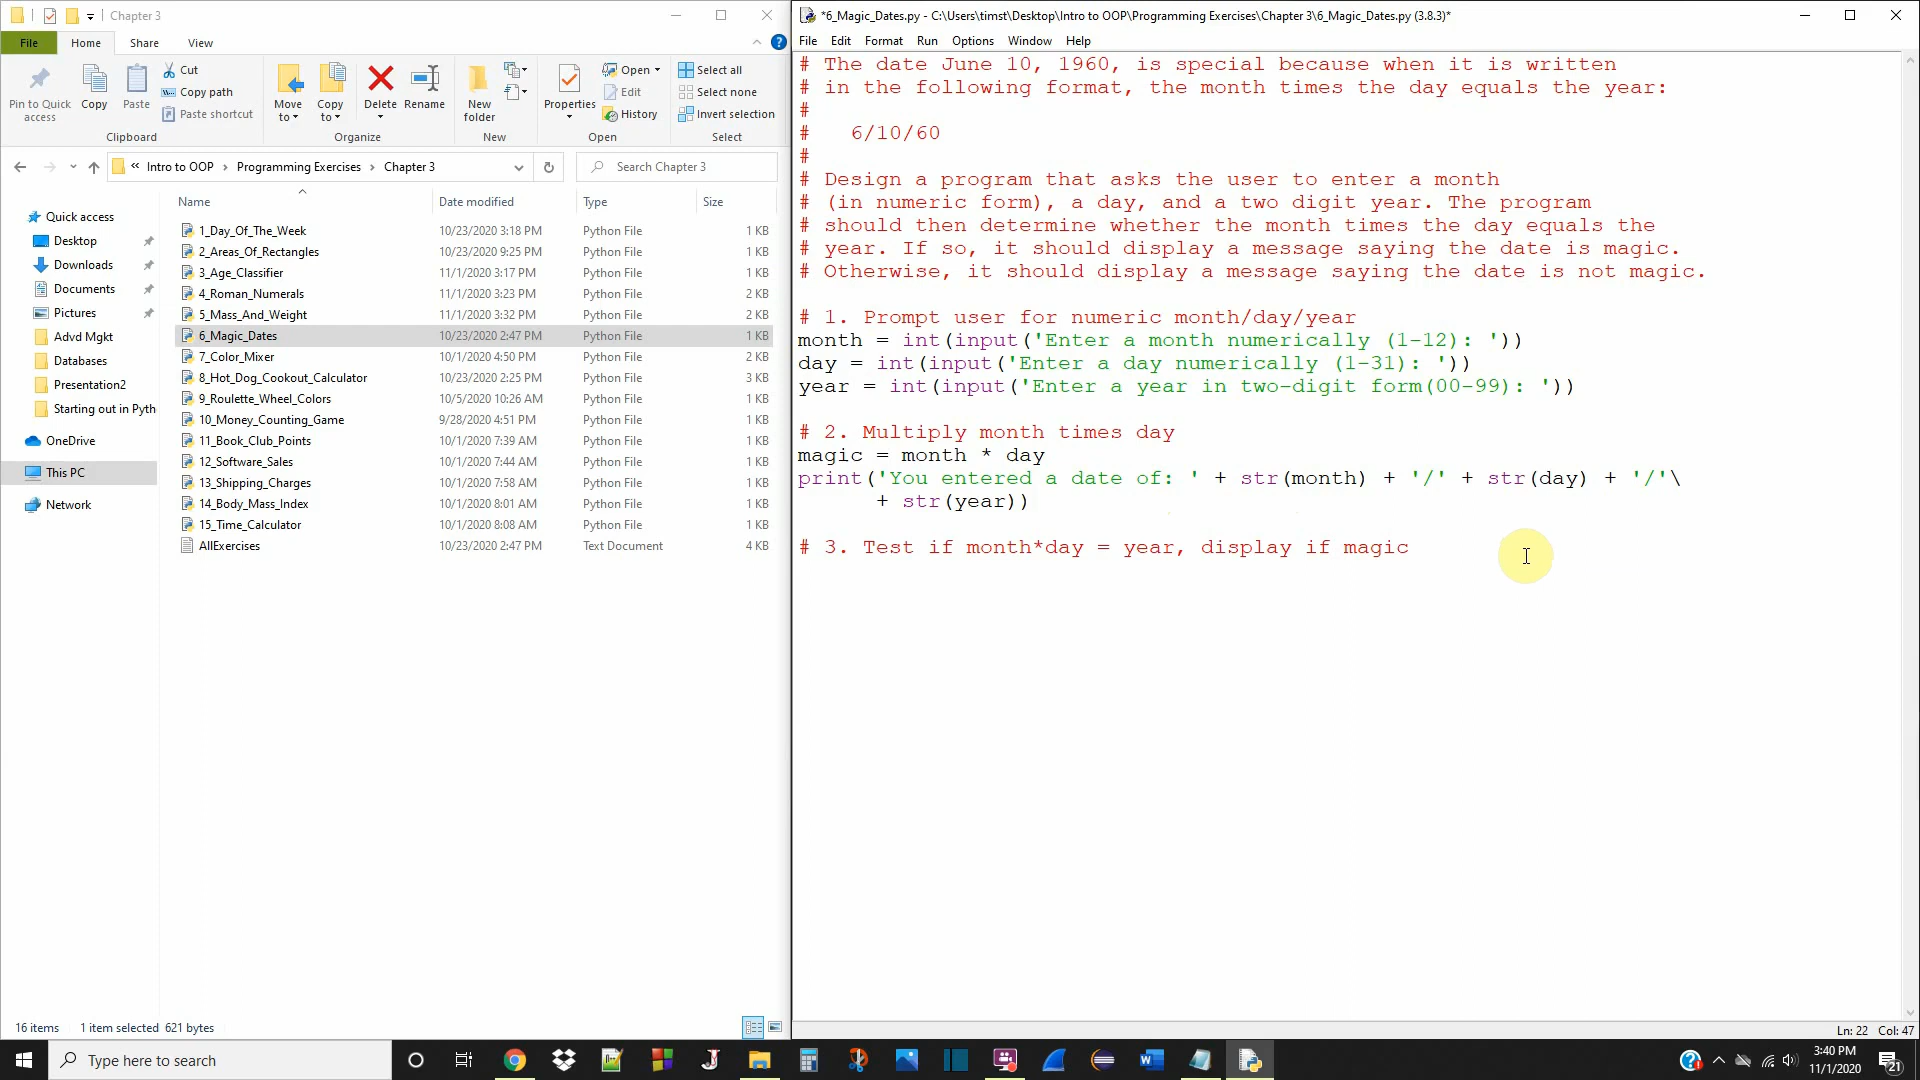 Chapter 3
File Home Share View
Pin to Quick access
Copy
Paste
Cut
Copy path
Paste shortcut
Clipboard
Move to
Copy to
Delete
Rename
Organize
New folder
New
Properties
Open
Edit
History
Open
Select all
Select none
Invert selection
Select
« Intro to OOP › Programming Exercises › Chapter 3
Search Chapter 3
Quick access
Desktop
Downloads
Documents
Pictures
Advd Mgkt
Databases
Presentation2
Starting out in Pyth
OneDrive
This PC
Network
Name Date modified Type Size
1_Day_Of_The_Week 10/23/2020 3:18 PM Python File 1 KB
2_Areas_Of_Rectangles 10/23/2020 9:25 PM Python File 1 KB
3_Age_Classifier 11/1/2020 3:17 PM Python File 1 KB
4_Roman_Numerals 11/1/2020 3:23 PM Python File 2 KB
5_Mass_And_Weight 11/1/2020 3:32 PM Python File 2 KB
6_Magic_Dates 10/23/2020 2:47 PM Python File 1 KB
7_Color_Mixer 10/1/2020 4:50 PM Python File 2 KB
8_Hot_Dog_Cookout_Calculator 10/23/2020 2:25 PM Python File 3 KB
9_Roulette_Wheel_Colors 10/5/2020 10:26 AM Python File 1 KB
10_Money_Counting_Game 9/28/2020 4:51 PM Python File 1 KB
11_Book_Club_Points 10/1/2020 7:39 AM Python File 1 KB
12_Software_Sales 10/1/2020 7:44 AM Python File 1 KB
13_Shipping_Charges 10/1/2020 7:58 AM Python File 1 KB
14_Body_Mass_Index 10/1/2020 8:01 AM Python File 1 KB
15_Time_Calculator 10/1/2020 8:08 AM Python File 1 KB
AllExercises 10/23/2020 2:47 PM Text Document 4 KB
16 items 1 item selected 621 bytes
*6_Magic_Dates.py - C:\Users\timst\Desktop\Intro to OOP\Programming Exercises\Chapter 3\6_Magic_Dates.py (3.8.3)*
File Edit Format Run Options Window Help
# The date June 10, 1960, is special because when it is written
# in the following format, the month times the day equals the year:
#
#   6/10/60
#
# Design a program that asks the user to enter a month
# (in numeric form), a day, and a two digit year. The program
# should then determine whether the month times the day equals the
# year. If so, it should display a message saying the date is magic.
# Otherwise, it should display a message saying the date is not magic.
# 1. Prompt user for numeric month/day/year
month = int(input('Enter a month numerically (1-12): '))
day = int(input('Enter a day numerically (1-31): '))
year = int(input('Enter a year in two-digit form(00-99): '))
# 2. Multiply month times day
magic = month * day
print('You entered a date of: ' + str(month) + '/' + str(day) + '/'\
      + str(year))
# 3. Test if month*day = year, display if magic
Ln: 22 Col: 47
Type here to search
3:40 PM
11/1/2020
21